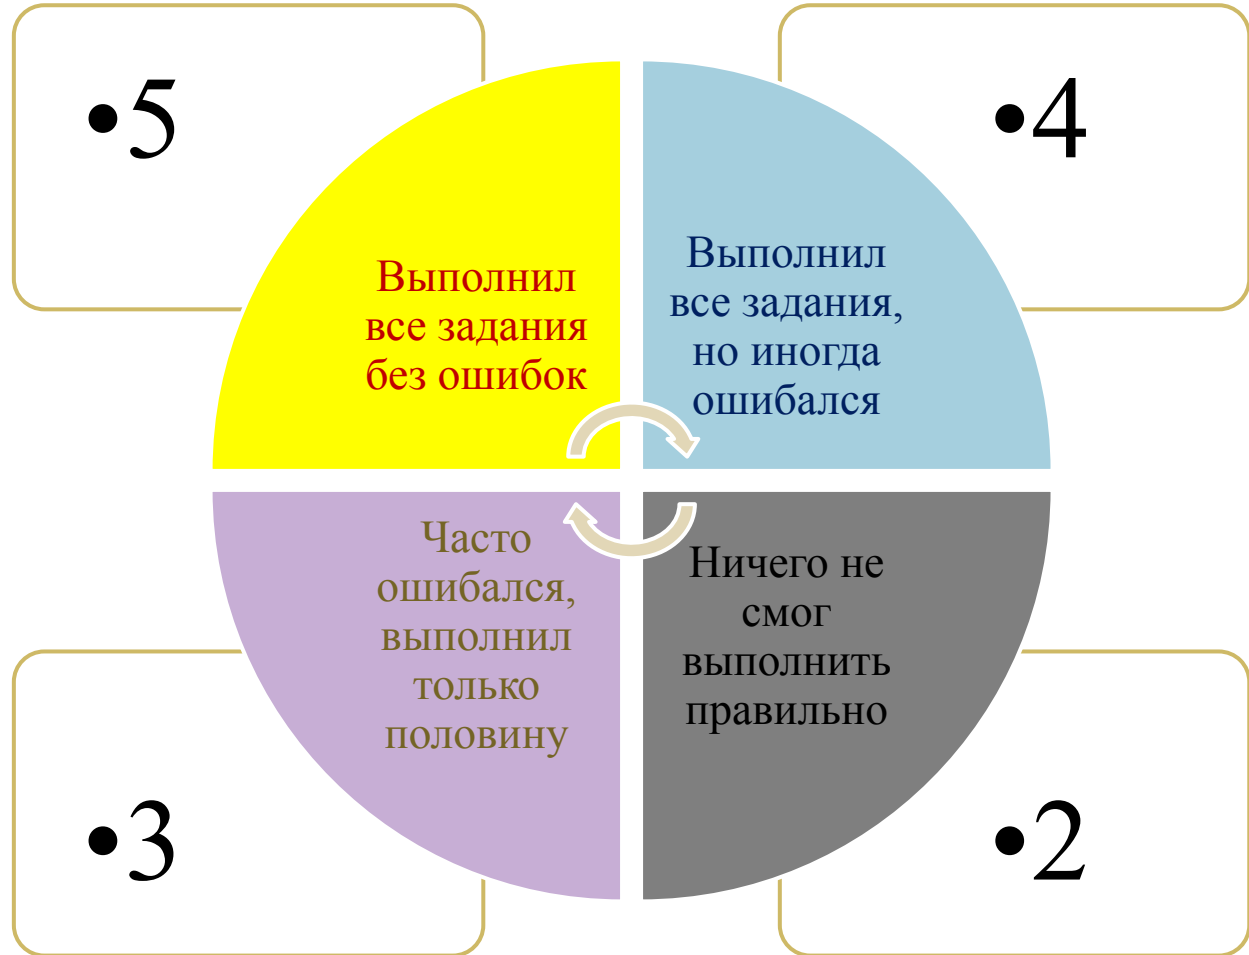 •5
Выполнил
все задания
без ошибок
•4
Выполнил
все задания,
но иногда
ошибался
•3
Часто
ошибался,
выполнил
только
половину
•2
Ничего не
смог
выполнить
правильно